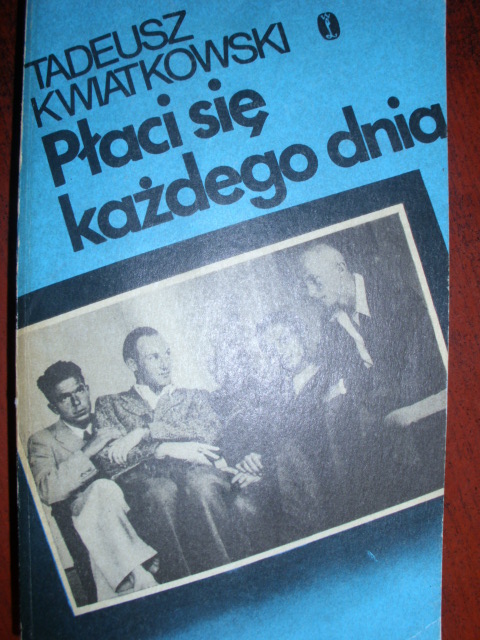 TADEUSZ
KWIATKOWSKI
Płaci się
każdego dnia